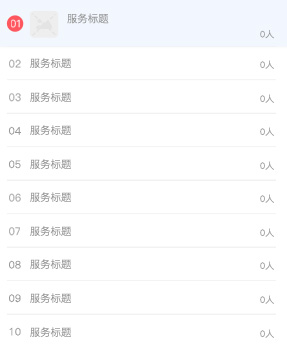 01 服务标题
0人
02 服务标题 0人
03 服务标题 0人
04 服务标题 0人
05 服务标题 0人
06 服务标题 0人
07 服务标题 0人
08 服务标题 0人
09 服务标题 0人
10 服务标题 0人